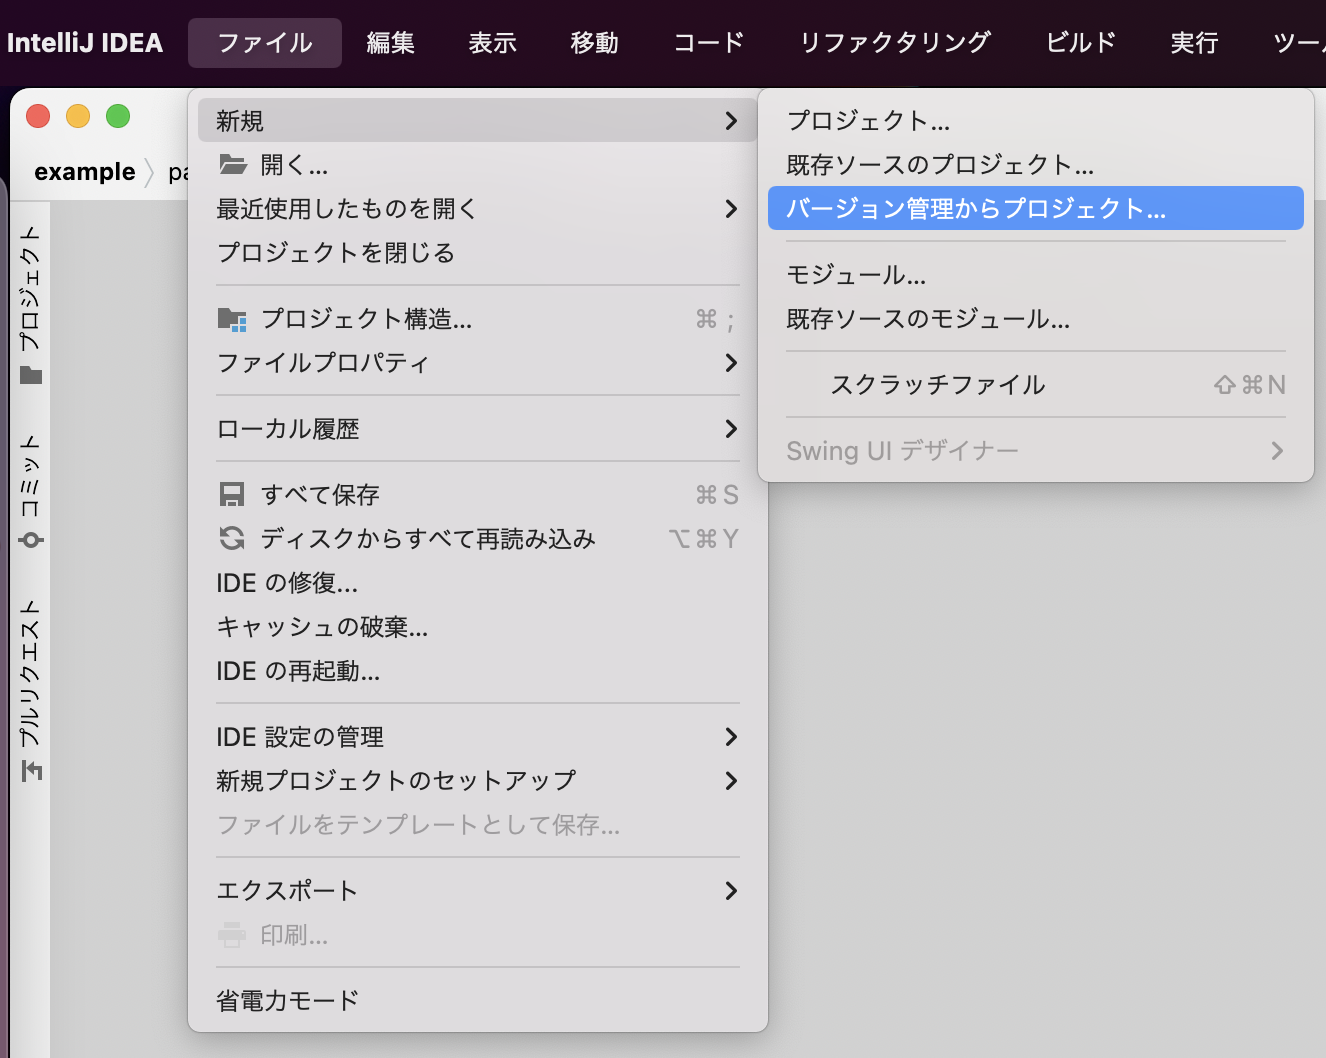 IntelliJ IDEA ファイル 編集 表示 移動 コード リファクタリング ビルド 実行 ツー
example pa
新規
開く...
最近使用したものを開く
プロジェクトを閉じる
プロジェクト構造... ⌘ ;
ファイルプロパティ
ローカル履歴
すべて保存 ⌘ S
ディスクからすべて再読み込み ⌥ ⌘ Y
IDE の修復...
キャッシュの破棄...
IDE の再起動...
IDE 設定の管理
新規プロジェクトのセットアップ
ファイルをテンプレートとして保存...
エクスポート
印刷...
省電力モード
プロジェクト...
既存ソースのプロジェクト...
バージョン管理からプロジェクト...
モジュール...
既存ソースのモジュール...
スクラッチファイル ⇧ ⌘ N
Swing UI デザイナー
プロジェクト
コミット
プルリクエスト